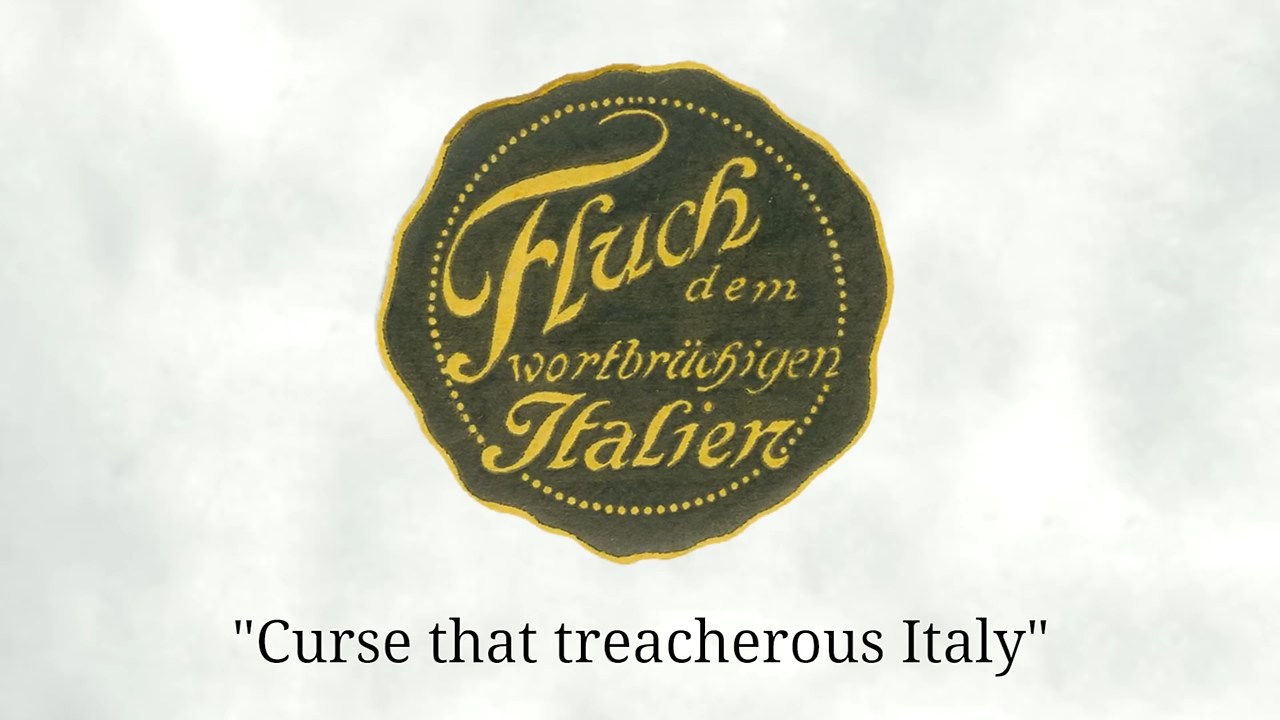 Fluch
dem
wortbrüchigen
Italien
"Curse that treacherous Italy"